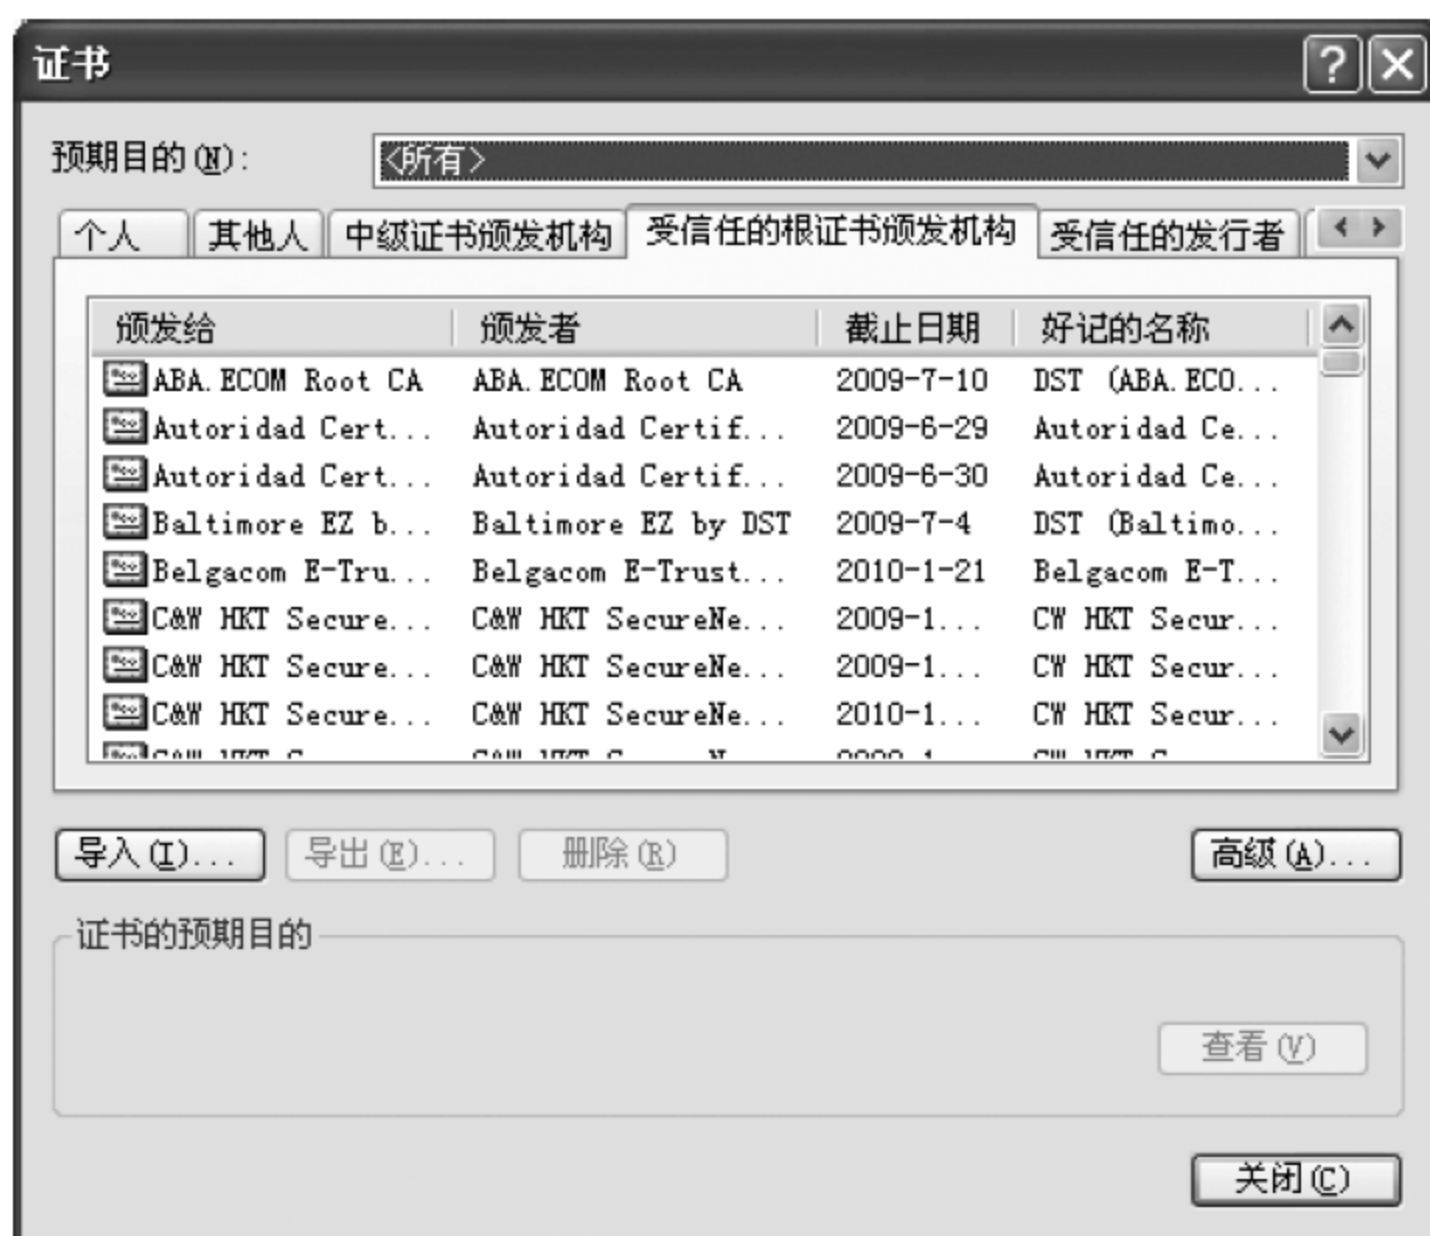 证书
预期目的(N): <所有>
个人 其他人 中级证书颁发机构 受信任的根证书颁发机构 受信任的发行者
颁发给 颁发者 截止日期 好记的名称
ABA.ECOM Root CA ABA.ECOM Root CA 2009-7-10 DST (ABA.ECO...
Autoridad Cert... Autoridad Certif... 2009-6-29 Autoridad Ce...
Autoridad Cert... Autoridad Certif... 2009-6-30 Autoridad Ce...
Baltimore EZ b... Baltimore EZ by DST 2009-7-4 DST (Baltimo...
Belgacom E-Tru... Belgacom E-Trust... 2010-1-21 Belgacom E-T...
C&W HKT Secure... C&W HKT SecureNe... 2009-1... CW HKT Secur...
C&W HKT Secure... C&W HKT SecureNe... 2009-1... CW HKT Secur...
C&W HKT Secure... C&W HKT SecureNe... 2010-1... CW HKT Secur...
导入(I)... 导出(E)... 删除(R) 高级(A)...
证书的预期目的
查看(V)
关闭(C)